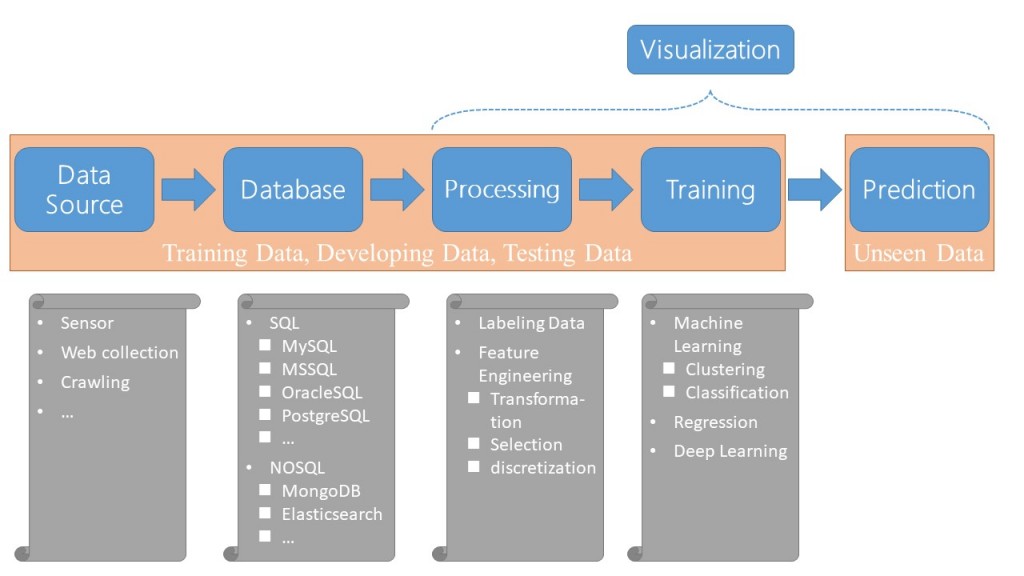 Visualization
Data
Source
Database
Processing
Training
Prediction
Training Data, Developing Data, Testing Data
Unseen Data
• Sensor
• Web collection
• Crawling
• ...
• SQL
■ MySQL
■ MSSQL
■ OracleSQL
■ PostgreSQL
■ ...
• NOSQL
■ MongoDB
■ Elasticsearch
■ ...
• Labeling Data
• Feature
Engineering
■ Transforma-
tion
■ Selection
■ discretization
• Machine
Learning
■ Clustering
■ Classification
• Regression
• Deep Learning